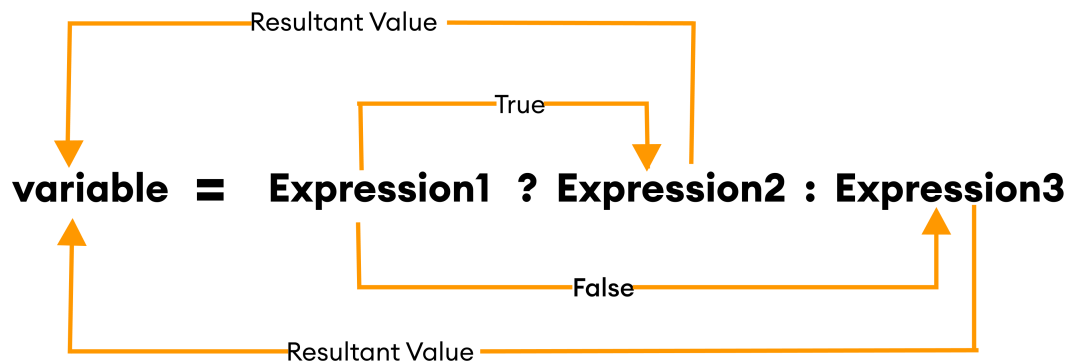 Resultant Value
True
variable = Expression1 ? Expression2 : Expression3
False
Resultant Value